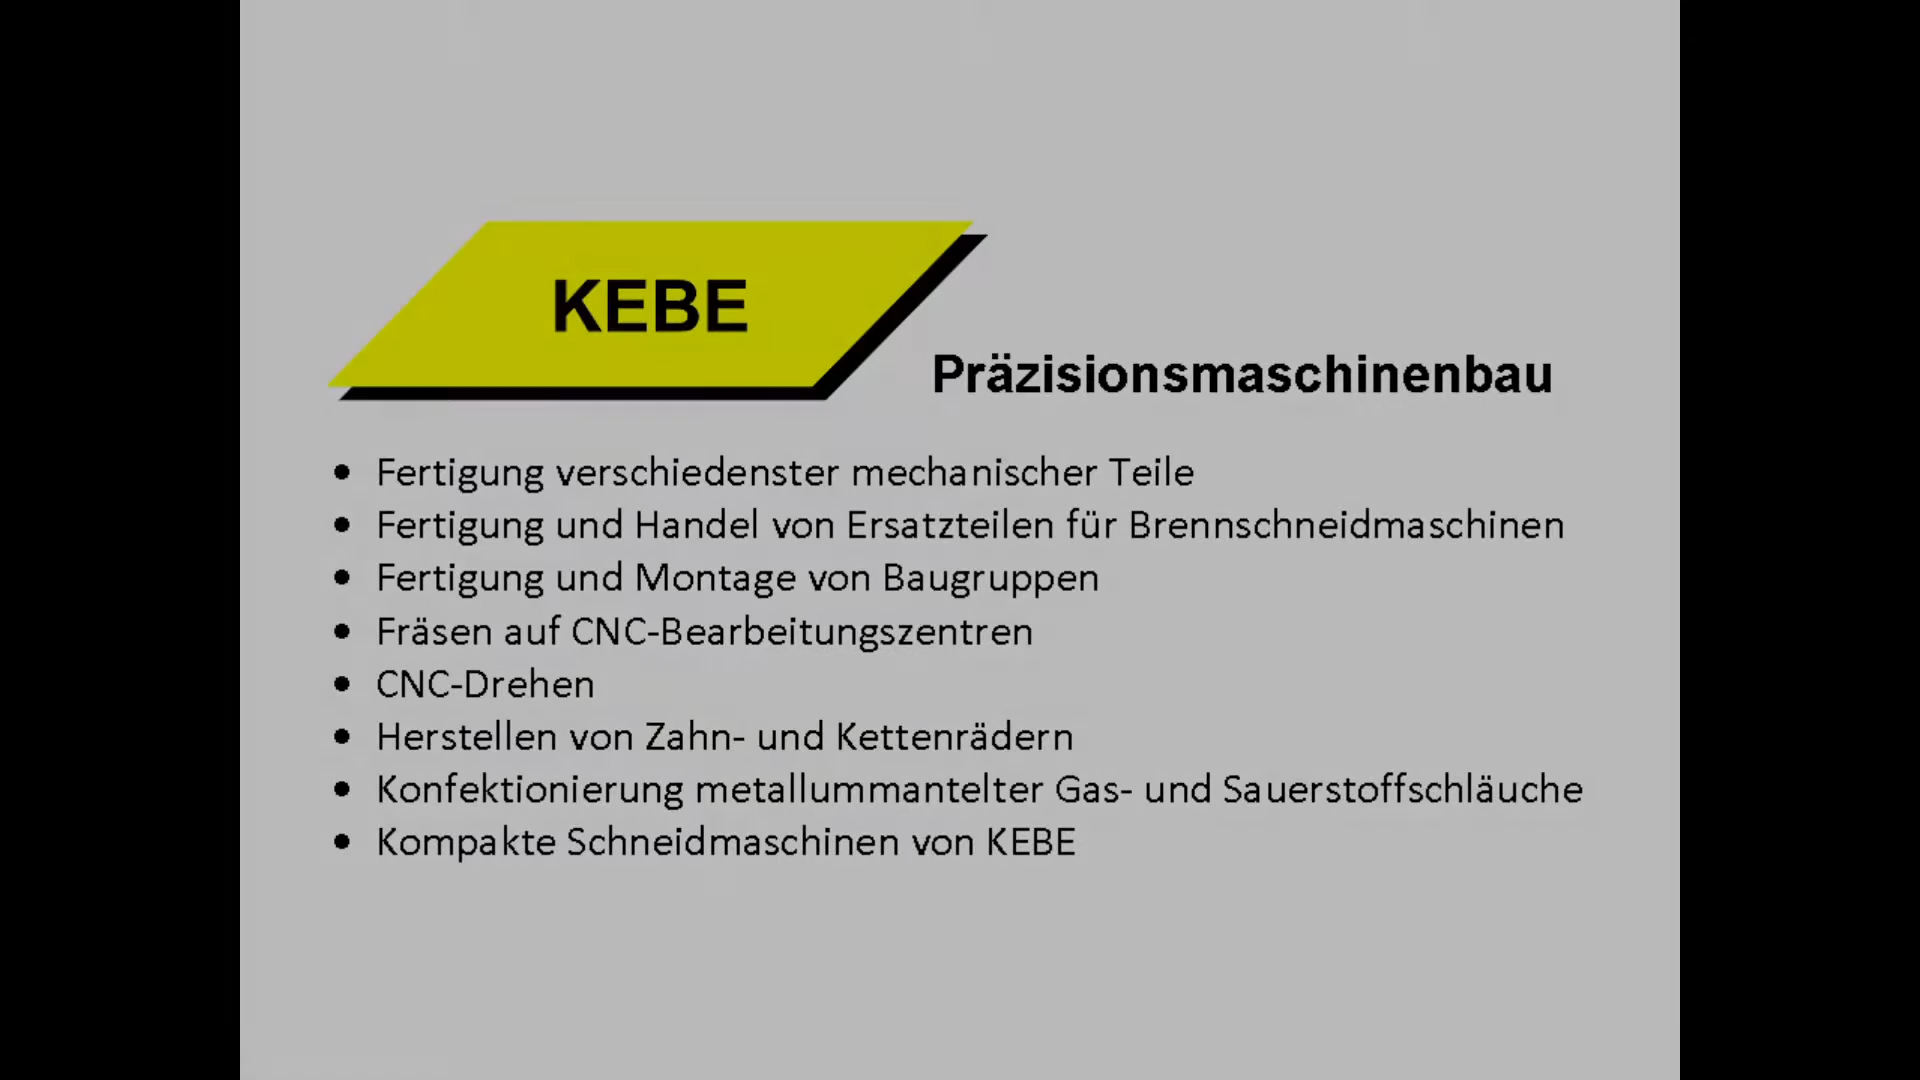 KEBE
Präzisionsmaschinenbau
• Fertigung verschiedenster mechanischer Teile
• Fertigung und Handel von Ersatzteilen für Brennschneidmaschinen
• Fertigung und Montage von Baugruppen
• Fräsen auf CNC-Bearbeitungszentren
• CNC-Drehen
• Herstellen von Zahn- und Kettenrädern
• Konfektionierung metallummantelter Gas- und Sauerstoffschläuche
• Kompakte Schneidmaschinen von KEBE